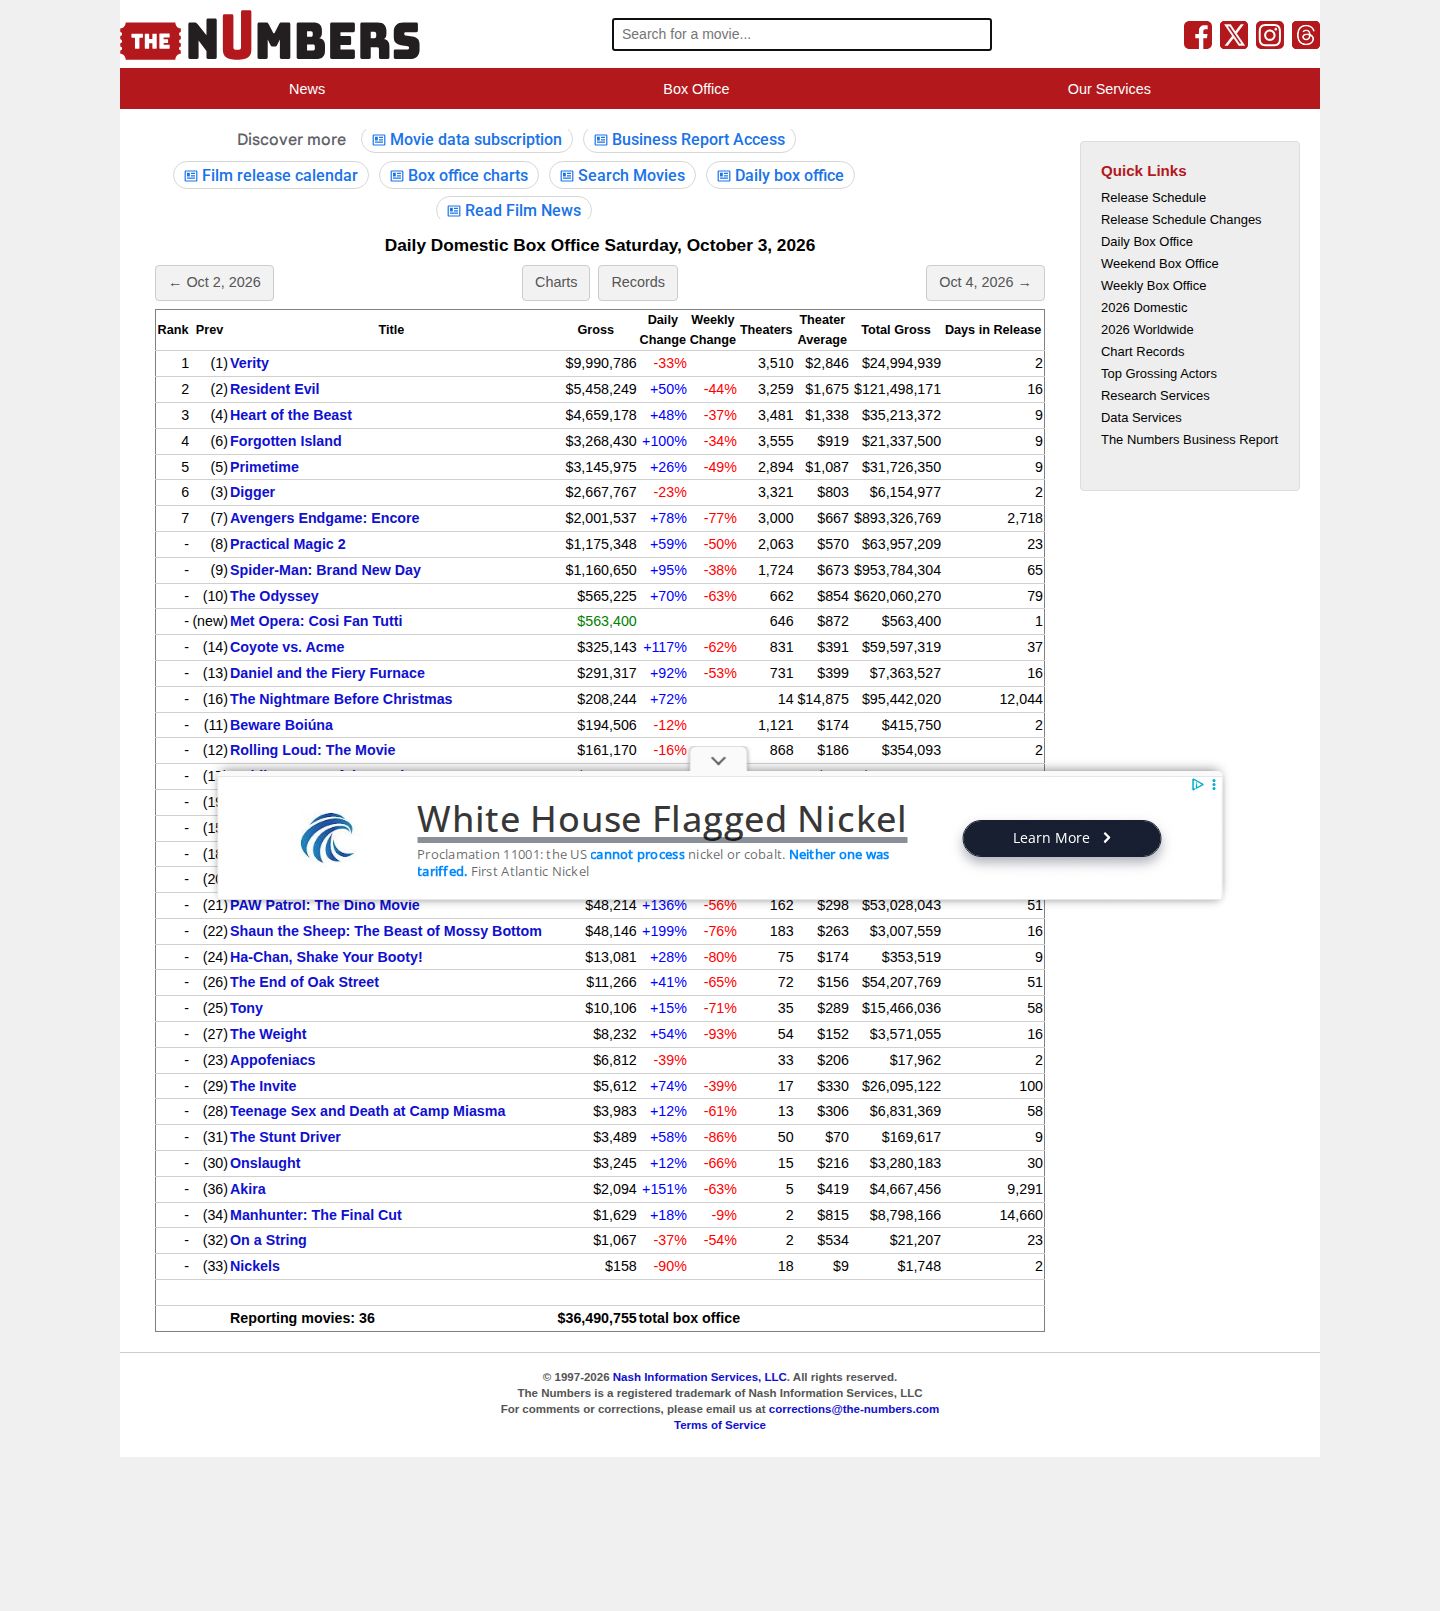 THE NUMBERS
Search for a movie...
News Box Office Our Services
Discover more Movie data subscription Business Report Access
Film release calendar Box office charts Search Movies Daily box office
Read Film News
Daily Domestic Box Office Saturday, October 3, 2026
← Oct 2, 2026 Charts Records Oct 4, 2026 →
Rank Prev Title Gross Daily Change Weekly Change Theaters Theater Average Total Gross Days in Release
1 (1) Verity $9,990,786 -33% 3,510 $2,846 $24,994,939 2
2 (2) Resident Evil $5,458,249 +50% -44% 3,259 $1,675 $121,498,171 16
3 (4) Heart of the Beast $4,659,178 +48% -37% 3,481 $1,338 $35,213,372 9
4 (6) Forgotten Island $3,268,430 +100% -34% 3,555 $919 $21,337,500 9
5 (5) Primetime $3,145,975 +26% -49% 2,894 $1,087 $31,726,350 9
6 (3) Digger $2,667,767 -23% 3,321 $803 $6,154,977 2
7 (7) Avengers Endgame: Encore $2,001,537 +78% -77% 3,000 $667 $893,326,769 2,718
- (8) Practical Magic 2 $1,175,348 +59% -50% 2,063 $570 $63,957,209 23
- (9) Spider-Man: Brand New Day $1,160,650 +95% -38% 1,724 $673 $953,784,304 65
- (10) The Odyssey $565,225 +70% -63% 662 $854 $620,060,270 79
- (new) Met Opera: Cosi Fan Tutti $563,400 646 $872 $563,400 1
- (14) Coyote vs. Acme $325,143 +117% -62% 831 $391 $59,597,319 37
- (13) Daniel and the Fiery Furnace $291,317 +92% -53% 731 $399 $7,363,527 16
- (16) The Nightmare Before Christmas $208,244 +72% 14 $14,875 $95,442,020 12,044
- (11) Beware Boiúna $194,506 -12% 1,121 $174 $415,750 2
- (12) Rolling Loud: The Movie $161,170 -16% 868 $186 $354,093 2
-
-
-
-
-
White House Flagged Nickel
Proclamation 11001: the US cannot process nickel or cobalt. Neither one was
tariffed. First Atlantic Nickel
Learn More
- (21) PAW Patrol: The Dino Movie $48,214 +136% -56% 162 $298 $53,028,043 51
- (22) Shaun the Sheep: The Beast of Mossy Bottom $48,146 +199% -76% 183 $263 $3,007,559 16
- (24) Ha-Chan, Shake Your Booty! $13,081 +28% -80% 75 $174 $353,519 9
- (26) The End of Oak Street $11,266 +41% -65% 72 $156 $54,207,769 51
- (25) Tony $10,106 +15% -71% 35 $289 $15,466,036 58
- (27) The Weight $8,232 +54% -93% 54 $152 $3,571,055 16
- (23) Appofeniacs $6,812 -39% 33 $206 $17,962 2
- (29) The Invite $5,612 +74% -39% 17 $330 $26,095,122 100
- (28) Teenage Sex and Death at Camp Miasma $3,983 +12% -61% 13 $306 $6,831,369 58
- (31) The Stunt Driver $3,489 +58% -86% 50 $70 $169,617 9
- (30) Onslaught $3,245 +12% -66% 15 $216 $3,280,183 30
- (36) Akira $2,094 +151% -63% 5 $419 $4,667,456 9,291
- (34) Manhunter: The Final Cut $1,629 +18% -9% 2 $815 $8,798,166 14,660
- (32) On a String $1,067 -37% -54% 2 $534 $21,207 23
- (33) Nickels $158 -90% 18 $9 $1,748 2
Reporting movies: 36 $36,490,755 total box office
Quick Links
Release Schedule
Release Schedule Changes
Daily Box Office
Weekend Box Office
Weekly Box Office
2026 Domestic
2026 Worldwide
Chart Records
Top Grossing Actors
Research Services
Data Services
The Numbers Business Report
© 1997-2026 Nash Information Services, LLC. All rights reserved.
The Numbers is a registered trademark of Nash Information Services, LLC
For comments or corrections, please email us at corrections@the-numbers.com
Terms of Service